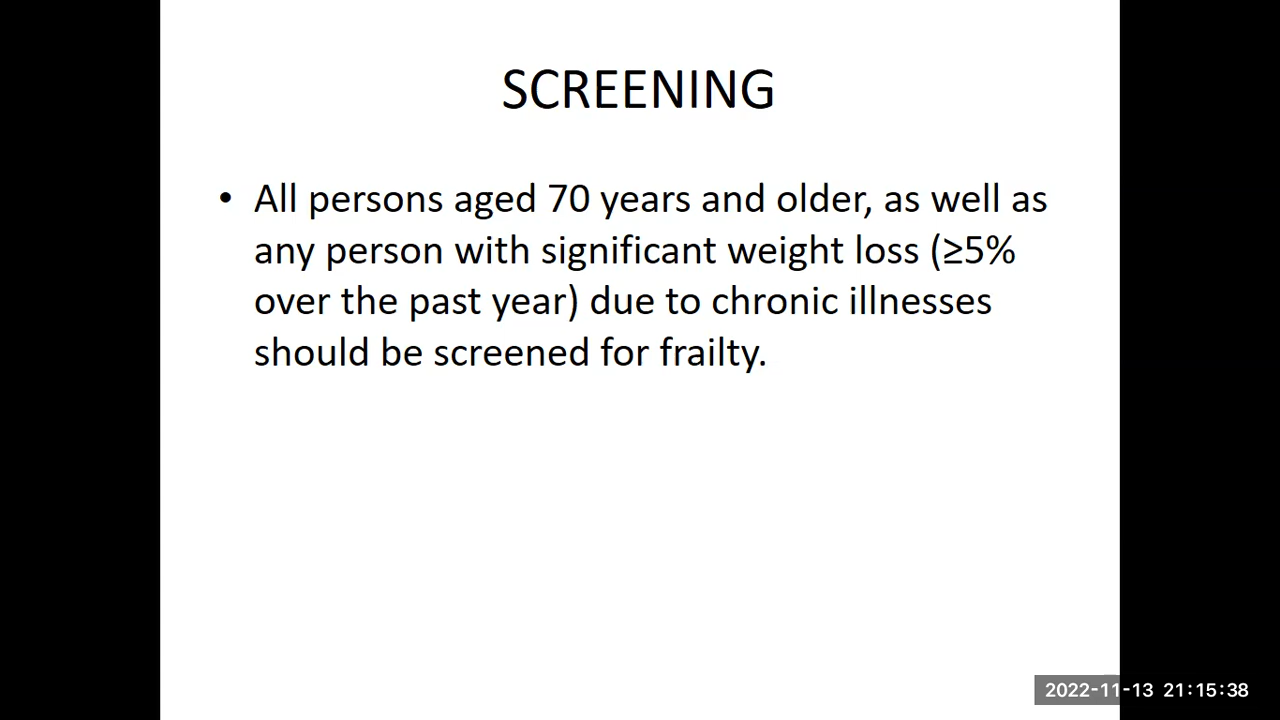 SCREENING
• All persons aged 70 years and older, as well as
any person with significant weight loss (≥5%
over the past year) due to chronic illnesses
should be screened for frailty.
2022-11-13 21:15:38